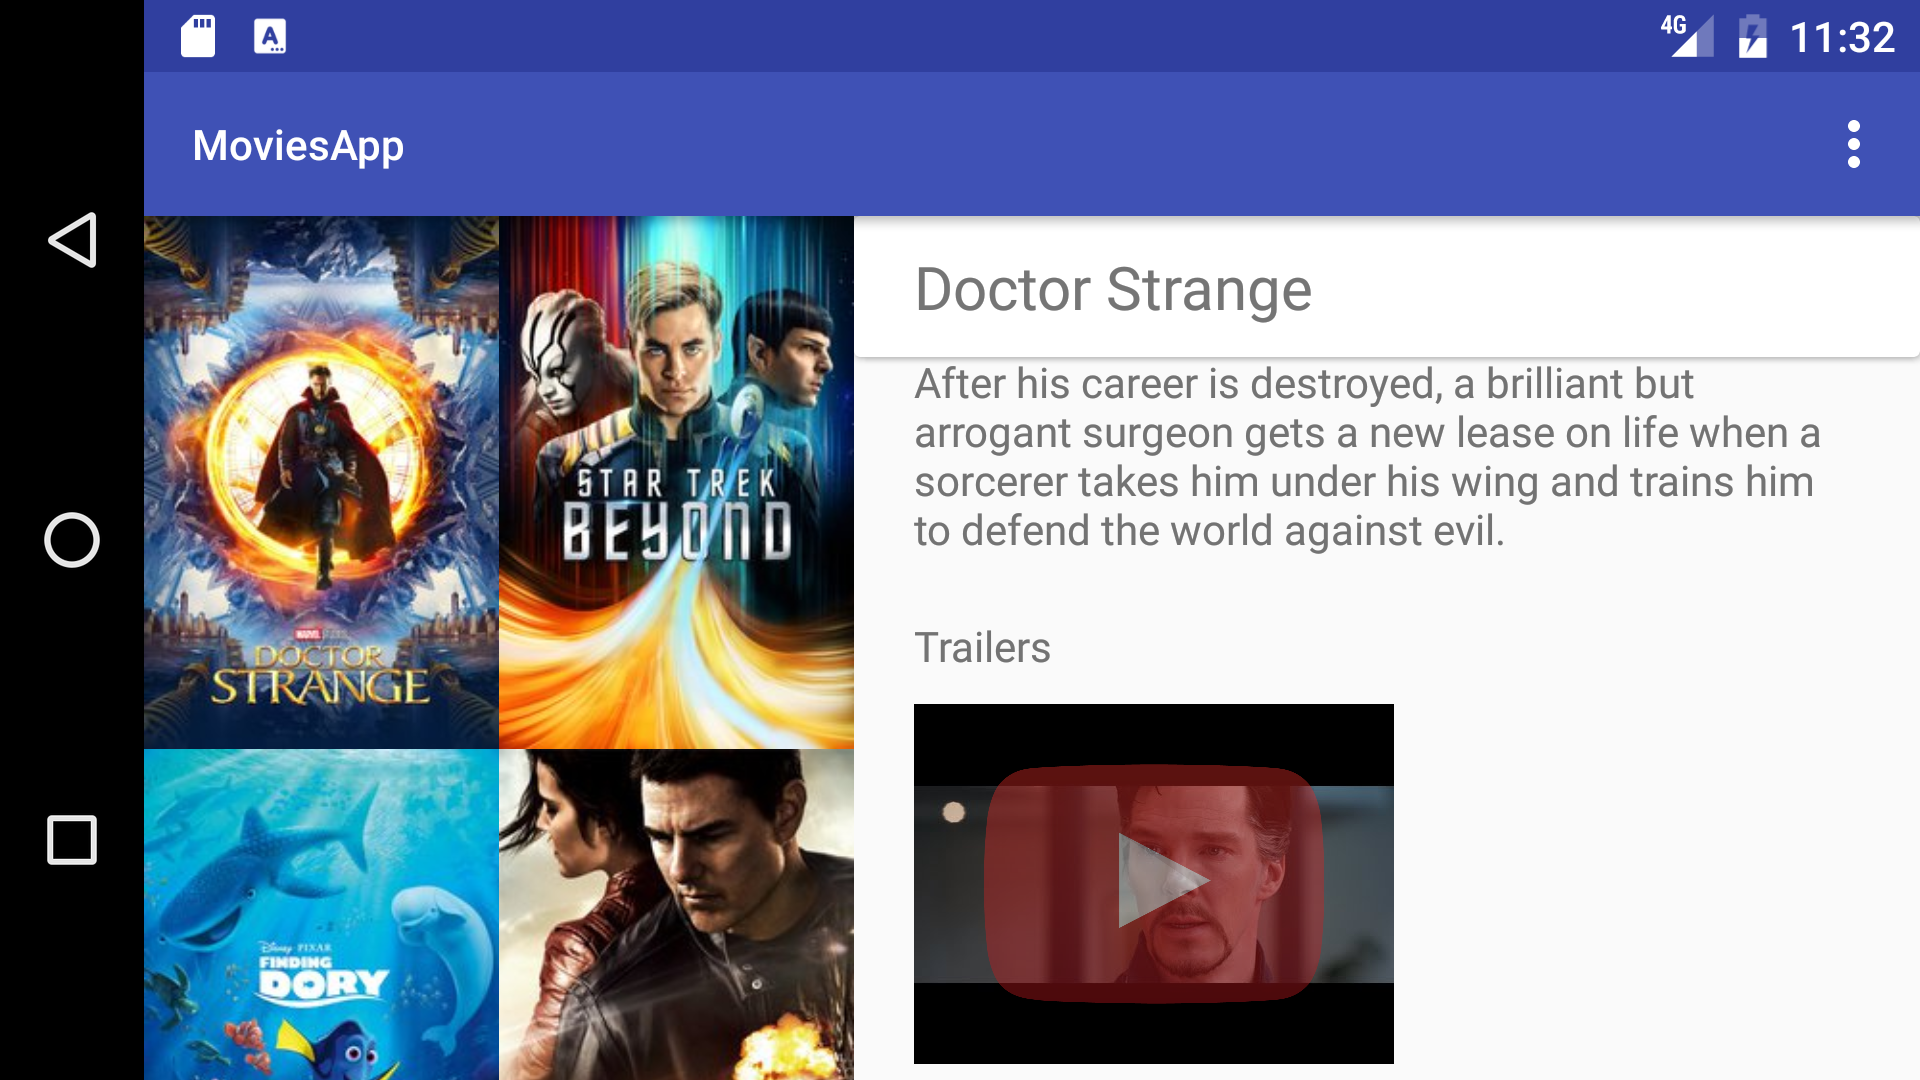 4G
11:32
A
MoviesApp
MARVEL STUDIOS
DOCTOR
STRANGE
STAR TREK
BEYOND
Disney · PIXAR
FINDING
DORY
Doctor Strange
After his career is destroyed, a brilliant but
arrogant surgeon gets a new lease on life when a
sorcerer takes him under his wing and trains him
to defend the world against evil.
Trailers